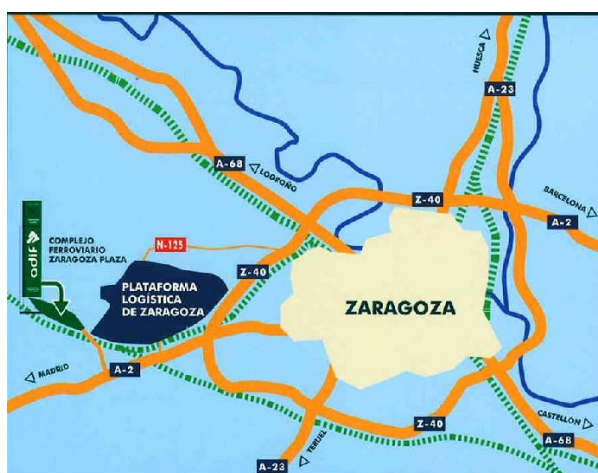 HUESCA
A-23
A-68
LOGROÑO
Z-40
BARCELONA
A-2
adif
COMPLEJO
FERROVIARIO
ZARAGOZA PLAZA
N-125
Z-40
PLATAFORMA
LOGÍSTICA
DE ZARAGOZA
ZARAGOZA
MADRID
A-2
Z-40
CASTELLÓN
A-68
TERUEL
A-23